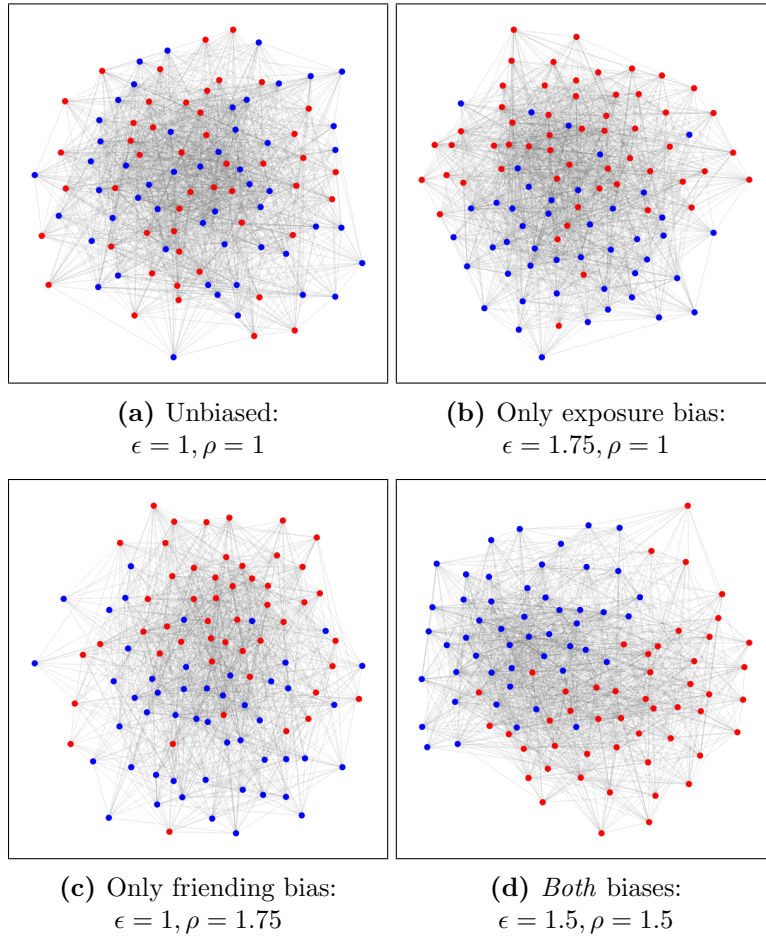 (a) Unbiased:
ϵ = 1, ρ = 1
(b) Only exposure bias:
ϵ = 1.75, ρ = 1
(c) Only friending bias:
ϵ = 1, ρ = 1.75
(d) Both biases:
ϵ = 1.5, ρ = 1.5